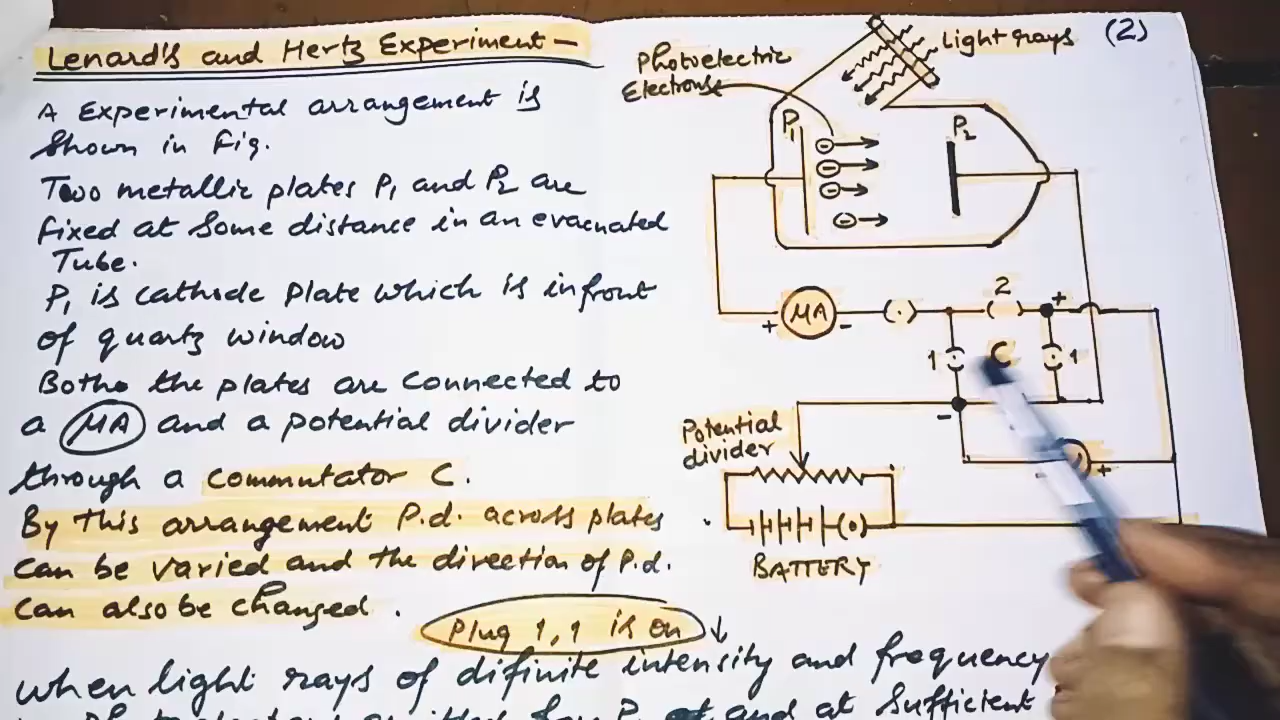 Lenard's and Hertz Experiment -
(2)
A Experimental arrangement is
Shown in Fig.
Two metallic plates P1 and P2 are
fixed at Some distance in an evacuated
Tube.
P1 is cathode plate which is infront
of quartz window
Bothe the plates are connected to
a MA and a potential divider
through a commutator C.
By this arrangement P.d. across plates
can be varied and the direction of P.d.
can also be changed.
Plug 1,1 is on ↓
when light rays of difinite intensity and frequency
and at sufficient
Photoelectric
Electrons
Light rays
P1
P2
+ MA -
2
+
1
C
1
-
+
Potential
divider
BATTERY